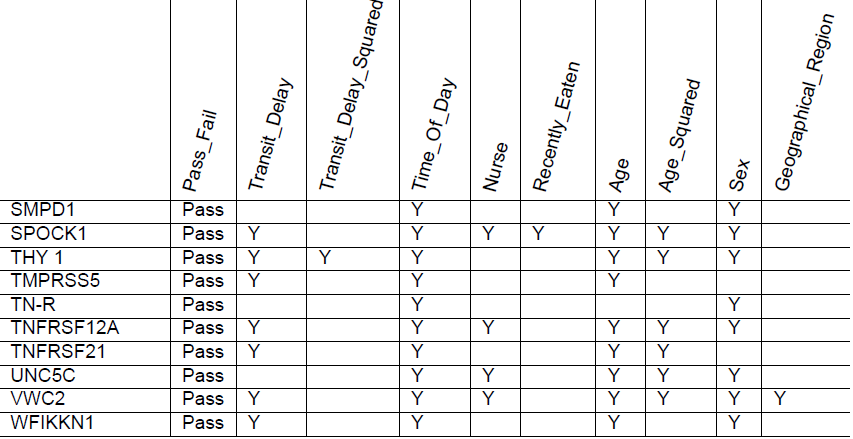 Pass_Fail Transit_Delay Transit_Delay_Squared Time_Of_Day Nurse Recently_Eaten Age Age_Squared Sex Geographical_Region
SMPD1 Pass Y Y Y
SPOCK1 Pass Y Y Y Y Y Y Y
THY 1 Pass Y Y Y Y Y Y
TMPRSS5 Pass Y Y Y
TN-R Pass Y Y
TNFRSF12A Pass Y Y Y Y Y Y
TNFRSF21 Pass Y Y Y Y
UNC5C Pass Y Y Y Y Y
VWC2 Pass Y Y Y Y Y Y Y
WFIKKN1 Pass Y Y Y Y